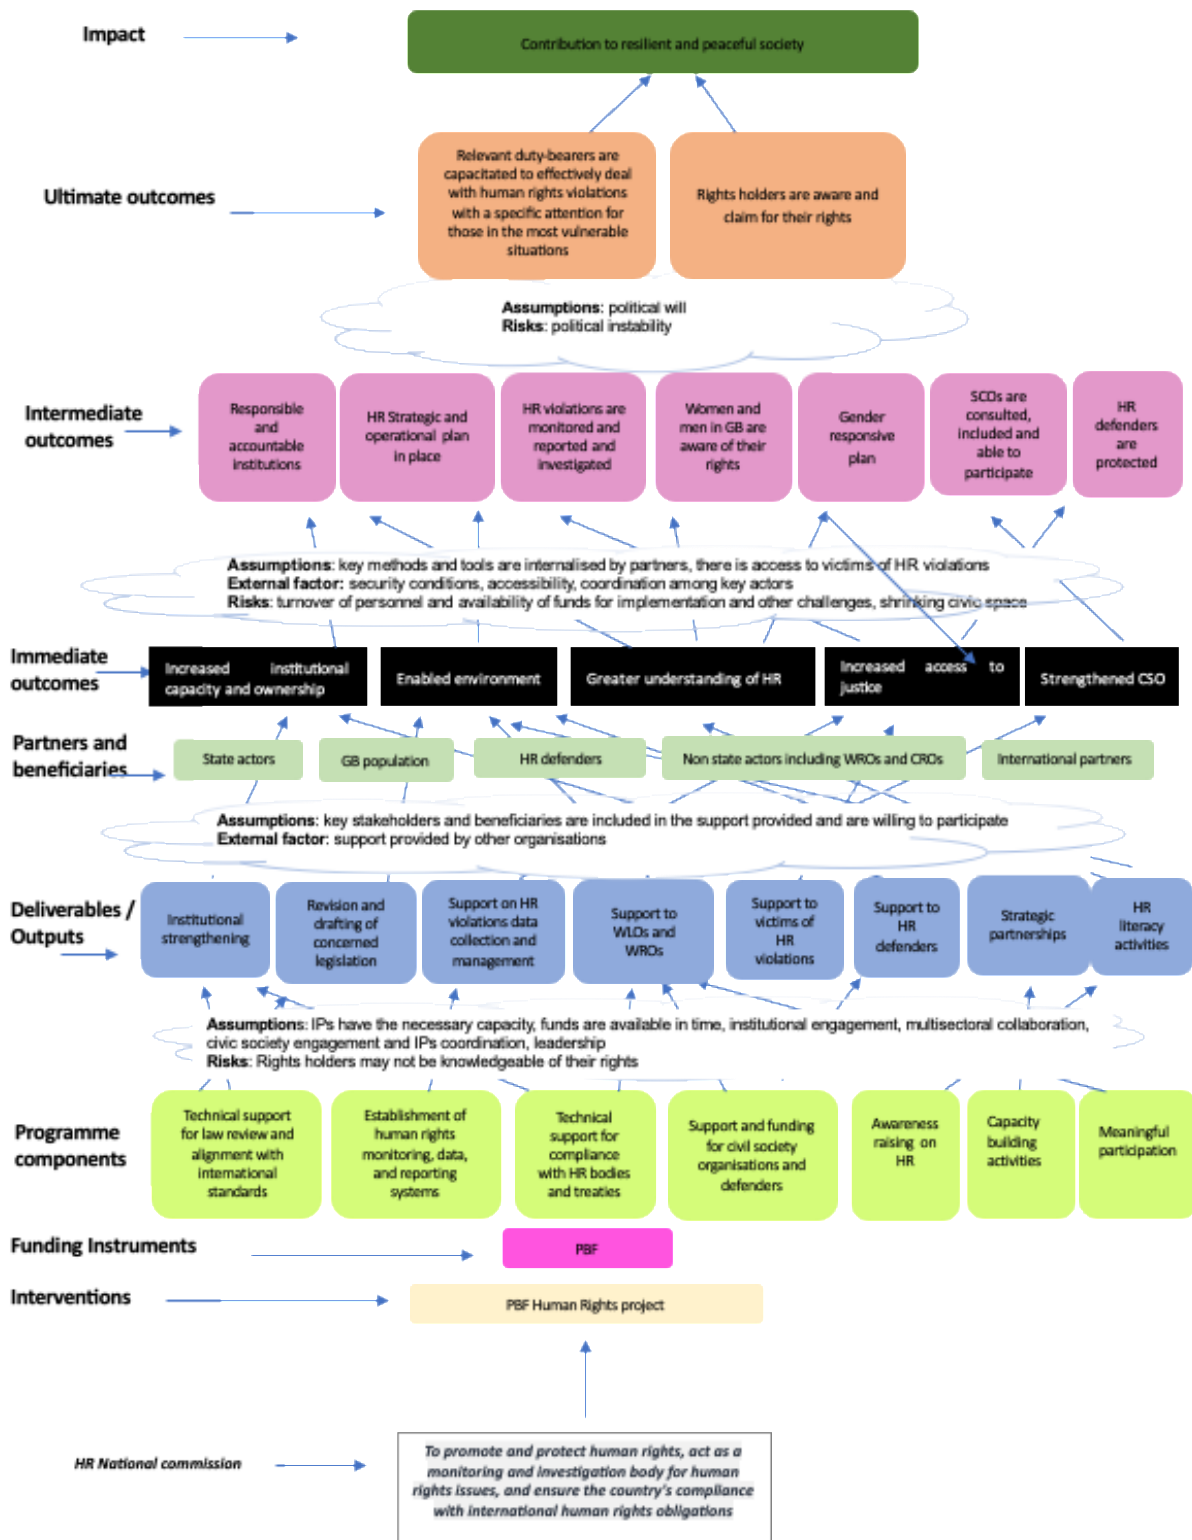 Impact
Contribution to resilient and peaceful society
Ultimate outcomes
Relevant duty-bearers are
capacitated to effectively deal
with human rights violations
with a specific attention for
those in the most vulnerable
situations
Rights holders are aware and
claim for their rights
Assumptions: political will
Risks: political instability
Intermediate
outcomes
Responsible
and
accountable
institutions
HR Strategic and
operational plan
in place
HR violations are
monitored and
reported and
investigated
Women and
men in GB are
aware of their
rights
Gender
responsive
plan
SCOs are
consulted,
included and
able to
participate
HR
defenders
are
protected
Assumptions: key methods and tools are internalised by partners, there is access to victims of HR violations
External factor: security conditions, accessibility, coordination among key actors
Risks: turnover of personnel and availability of funds for implementation and other challenges, shrinking civic space
Immediate
outcomes
Increased institutional
capacity and ownership
Enabled environment
Greater understanding of HR
Increased access to
justice
Strengthened CSO
Partners and
beneficiaries
State actors
GB population
HR defenders
Non state actors including WROs and CROs
International partners
Assumptions: key stakeholders and beneficiaries are included in the support provided and are willing to participate
External factor: support provided by other organisations
Deliverables /
Outputs
Institutional
strengthening
Revision and
drafting of
concerned
legislation
Support on HR
violations data
collection and
management
Support to
WLOs and
WROs
Support to
victims of
HR
violations
Support to
HR
defenders
Strategic
partnerships
HR
literacy
activities
Assumptions: IPs have the necessary capacity, funds are available in time, institutional engagement, multisectoral collaboration,
civic society engagement and IPs coordination, leadership
Risks: Rights holders may not be knowledgeable of their rights
Programme
components
Technical support
for law review and
alignment with
international
standards
Establishment of
human rights
monitoring, data,
and reporting
systems
Technical
support for
compliance
with HR bodies
and treaties
Support and funding
for civil society
organisations and
defenders
Awareness
raising on
HR
Capacity
building
activities
Meaningful
participation
Funding Instruments
PBF
Interventions
PBF Human Rights project
HR National commission
To promote and protect human rights, act as a
monitoring and investigation body for human
rights issues, and ensure the country's compliance
with international human rights obligations